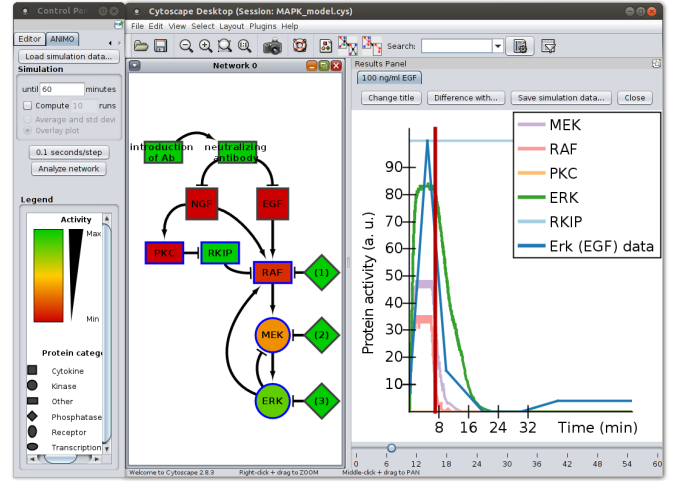 Control Pan
Cytoscape Desktop (Session: MAPK_model.cys)
File Edit View Select Layout Plugins Help
Editor
ANIMO
Load simulation data...
Simulation
until 60 minutes
Compute 10 runs
Average and std devi
Overlay plot
0.1 seconds/step
Analyze network
Legend
Activity
Max
Min
Protein categ
Cytokine
Kinase
Other
Phosphatase
Receptor
Transcription
Search:
Network 0
introduction
of Ab
neutralizing
antibody
NGF
EGF
PKC
RKIP
RAF
(1)
MEK
(2)
ERK
(3)
Results Panel
100 ng/ml EGF
Change title
Difference with...
Save simulation data...
Close
MEK
RAF
PKC
ERK
RKIP
Erk (EGF) data
Protein activity (a. u.)
90
80
70
60
50
40
30
20
10
8 16 24 32 Time (min)
0 6 12 18 24 30 36 42 48 54 60
Welcome to Cytoscape 2.8.3 Right-click + drag to ZOOM Middle-click + drag to PAN